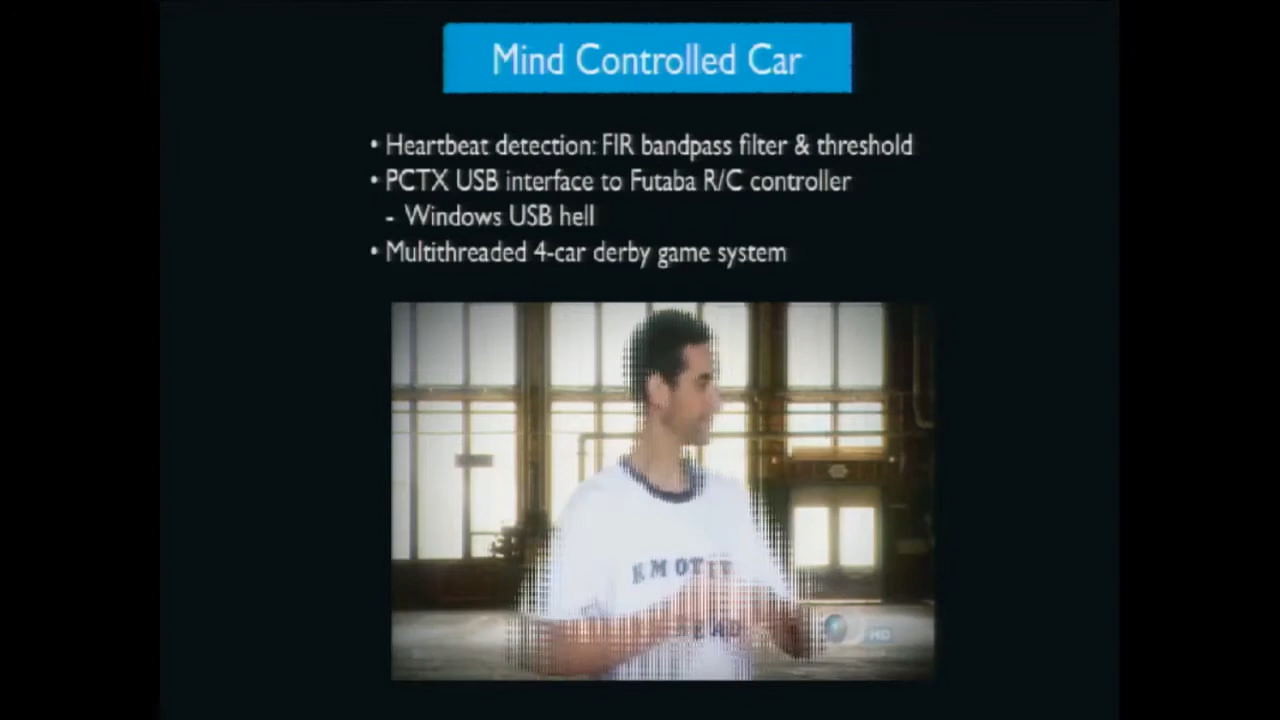 Mind Controlled Car
• Heartbeat detection: FIR bandpass filter & threshold
• PCTX USB interface to Futaba R/C controller
- Windows USB hell
• Multithreaded 4-car derby game system
HD